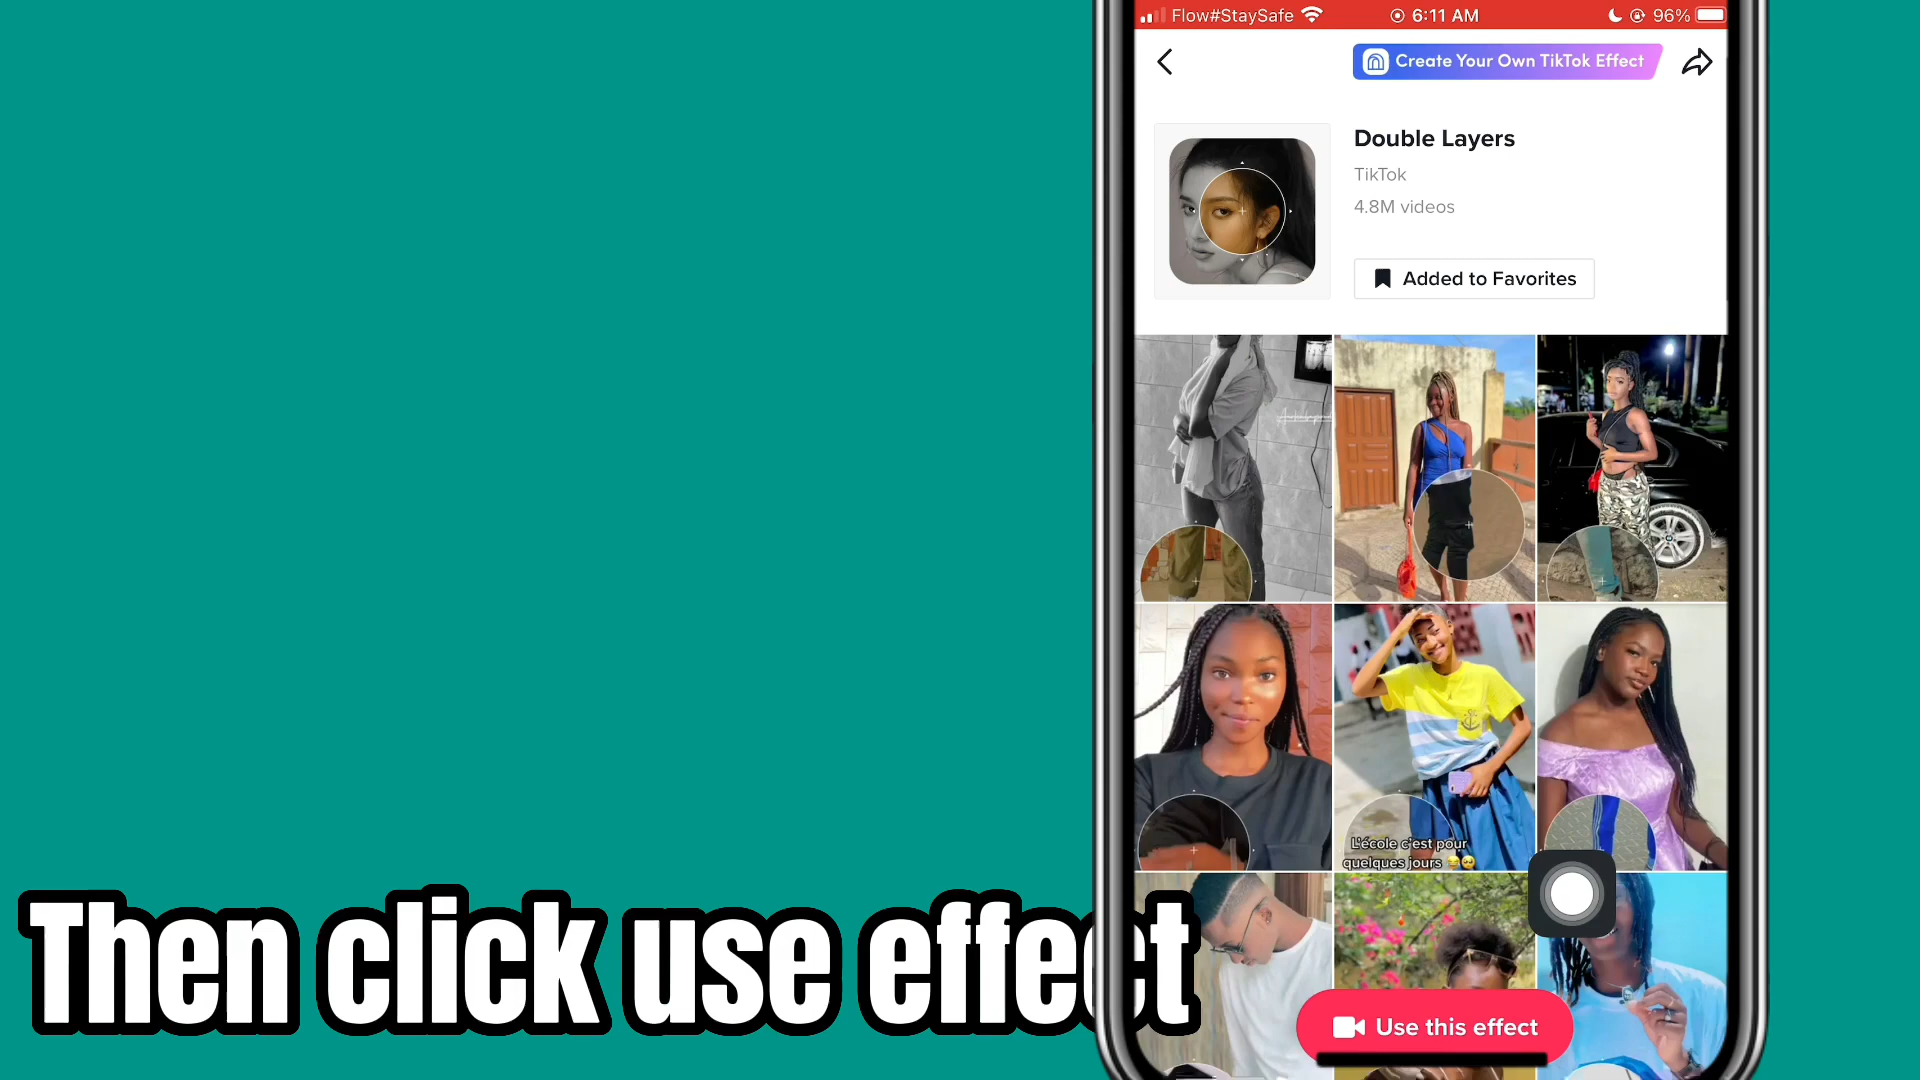 Flow#StaySafe
6:11 AM
96%
Create Your Own TikTok Effect
Double Layers
TikTok
4.8M videos
Added to Favorites
L'école c'est pour
quelques jours 😂🥺
Then click use effect
Use this effect